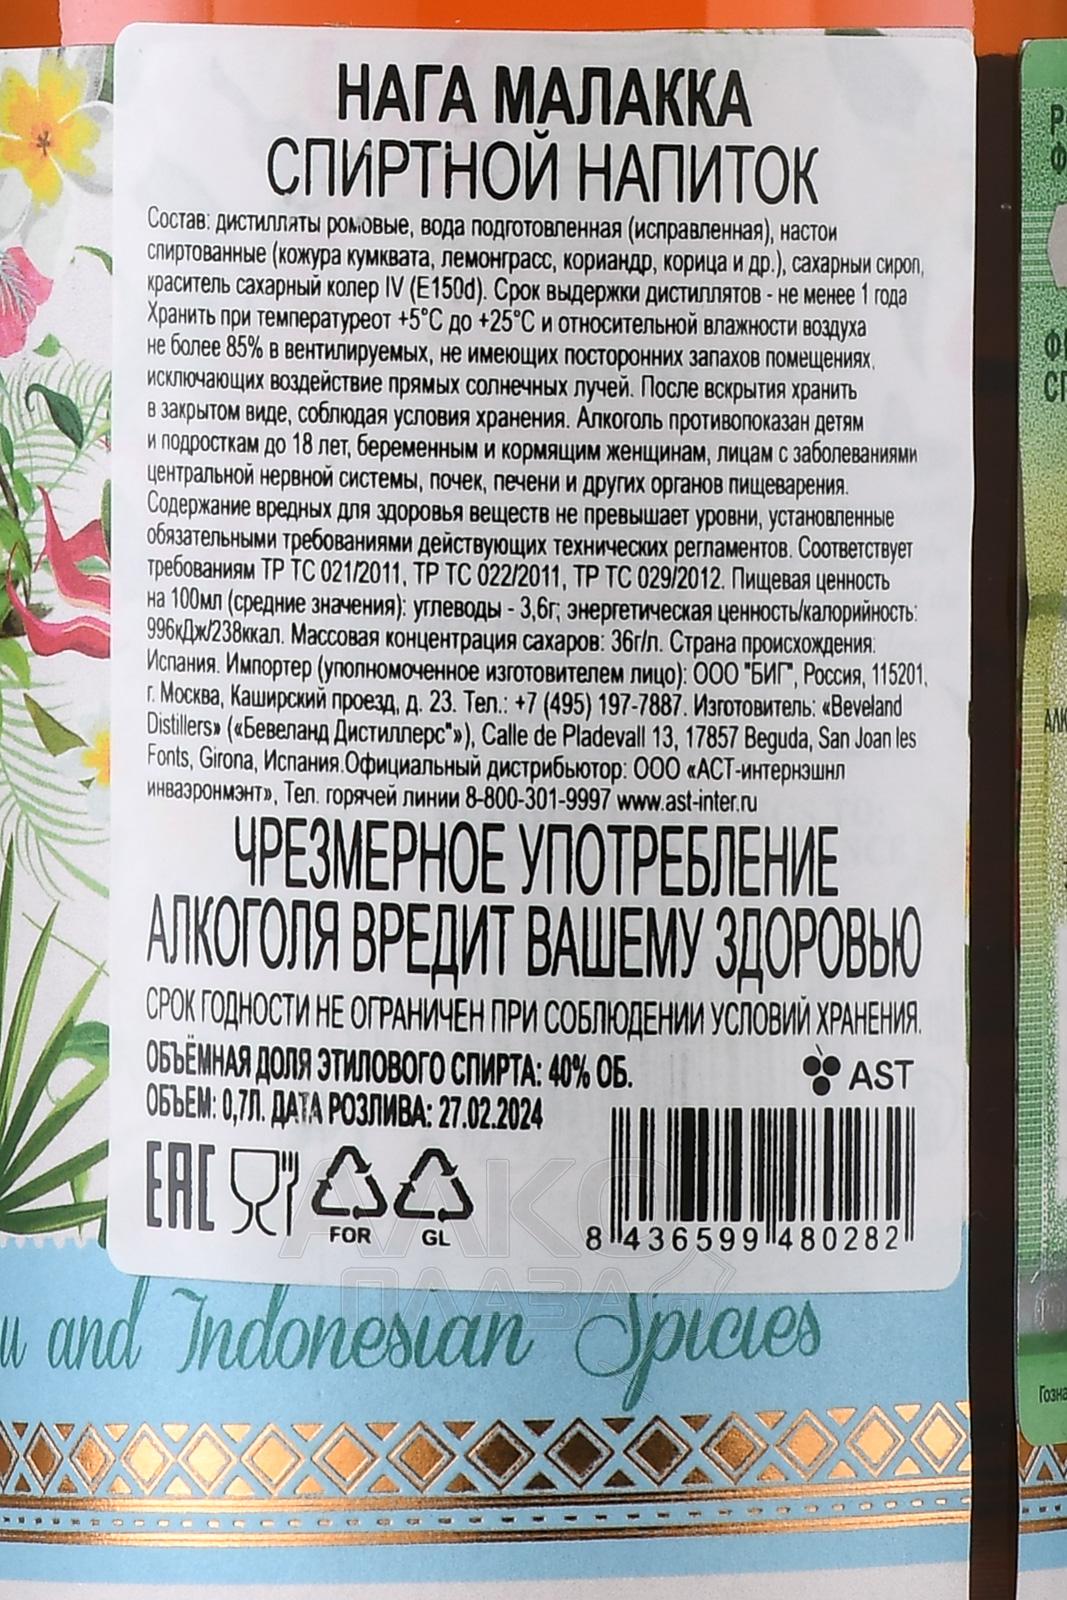 НАГА МАЛАККА
СПИРТНОЙ НАПИТОК
Состав: дистилляты ромовые, вода подготовленная (исправленная), настои
спиртованные (кожура кумквата, лемонграсс, кориандр, корица и др.), сахарный сироп,
краситель сахарный колер IV (Е150d). Срок выдержки дистиллятов - не менее 1 года
Хранить при температуреот +5°С до +25°С и относительной влажности воздуха
не более 85% в вентилируемых, не имеющих посторонних запахов помещениях,
исключающих воздействие прямых солнечных лучей. После вскрытия хранить
в закрытом виде, соблюдая условия хранения. Алкоголь противопоказан детям
и подросткам до 18 лет, беременным и кормящим женщинам, лицам с заболеваниями
центральной нервной системы, почек, печени и других органов пищеварения.
Содержание вредных для здоровья веществ не превышает уровни, установленные
обязательными требованиями действующих технических регламентов. Соответствует
требованиям ТР ТС 021/2011, ТР ТС 022/2011, ТР ТС 029/2012. Пищевая ценность
на 100мл (средние значения): углеводы - 3,6г; энергетическая ценность/калорийность:
996кДж/238ккал. Массовая концентрация сахаров: 36г/л. Страна происхождения:
Испания. Импортер (уполномоченное изготовителем лицо): ООО "БИГ", Россия, 115201,
г. Москва, Каширский проезд, д. 23. Тел.: +7 (495) 197-7887. Изготовитель: «Beveland
Distillers» («Бевеланд Дистиллерс"»), Calle de Pladevall 13, 17857 Beguda, San Joan les
Fonts, Girona, Испания.Официальный дистрибьютор: ООО «АСТ-интернэшнл
инваэронмэнт», Тел. горячей линии 8-800-301-9997 www.ast-inter.ru
ЧРЕЗМЕРНОЕ УПОТРЕБЛЕНИЕ
АЛКОГОЛЯ ВРЕДИТ ВАШЕМУ ЗДОРОВЬЮ
СРОК ГОДНОСТИ НЕ ОГРАНИЧЕН ПРИ СОБЛЮДЕНИИ УСЛОВИЙ ХРАНЕНИЯ.
ОБЪЁМНАЯ ДОЛЯ ЭТИЛОВОГО СПИРТА: 40% ОБ.
ОБЪЕМ: 0,7Л. ДАТА РОЗЛИВА: 27.02.2024
AST
EAC
FOR
GL
8 436599 480282
АЛКО
ПЛАЗА
and Indonesian Spicies